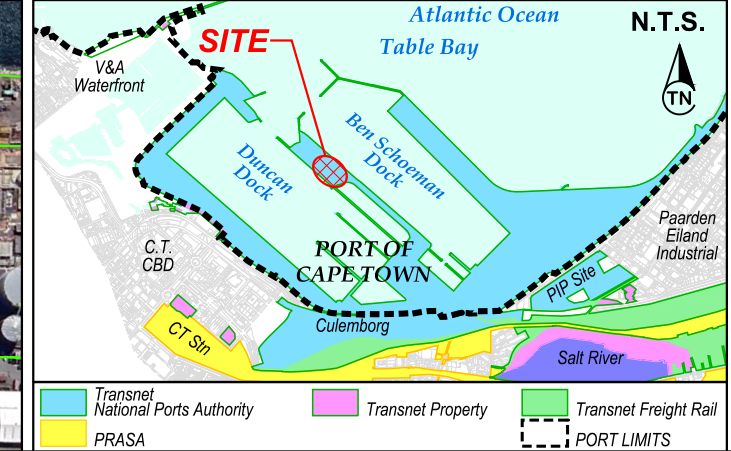 Atlantic Ocean
Table Bay
N.T.S.
TN
SITE
V&A
Waterfront
Duncan
Dock
Ben Schoeman
Dock
PORT OF
CAPE TOWN
C.T.
CBD
Paarden
Eiland
Industrial
PIP Site
Culemborg
CT Stn
Salt River
Transnet
National Ports Authority
Transnet Property
Transnet Freight Rail
PRASA
PORT LIMITS